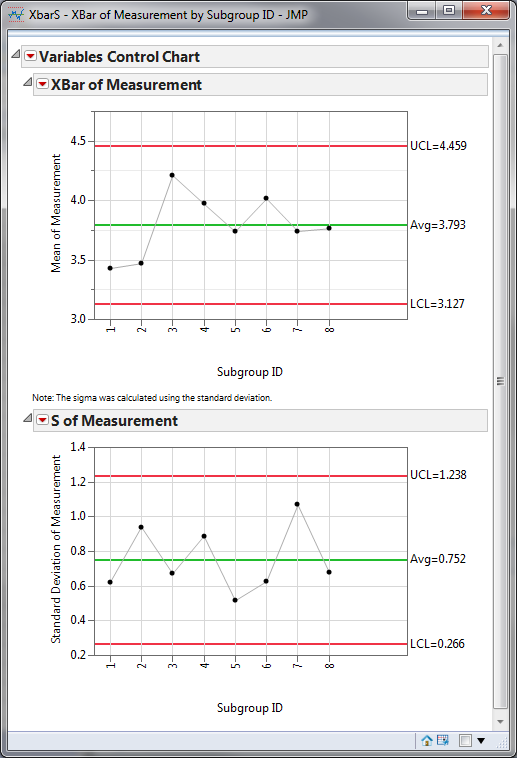 XbarS - XBar of Measurement by Subgroup ID - JMP
Variables Control Chart
XBar of Measurement
Mean of Measurement
4.5
4.0
3.5
3.0
UCL=4.459
Avg=3.793
LCL=3.127
1 2 3 4 5 6 7 8
Subgroup ID
Note: The sigma was calculated using the standard deviation.
S of Measurement
Standard Deviation of Measurement
1.4
1.2
1.0
0.8
0.6
0.4
0.2
UCL=1.238
Avg=0.752
LCL=0.266
1 2 3 4 5 6 7 8
Subgroup ID